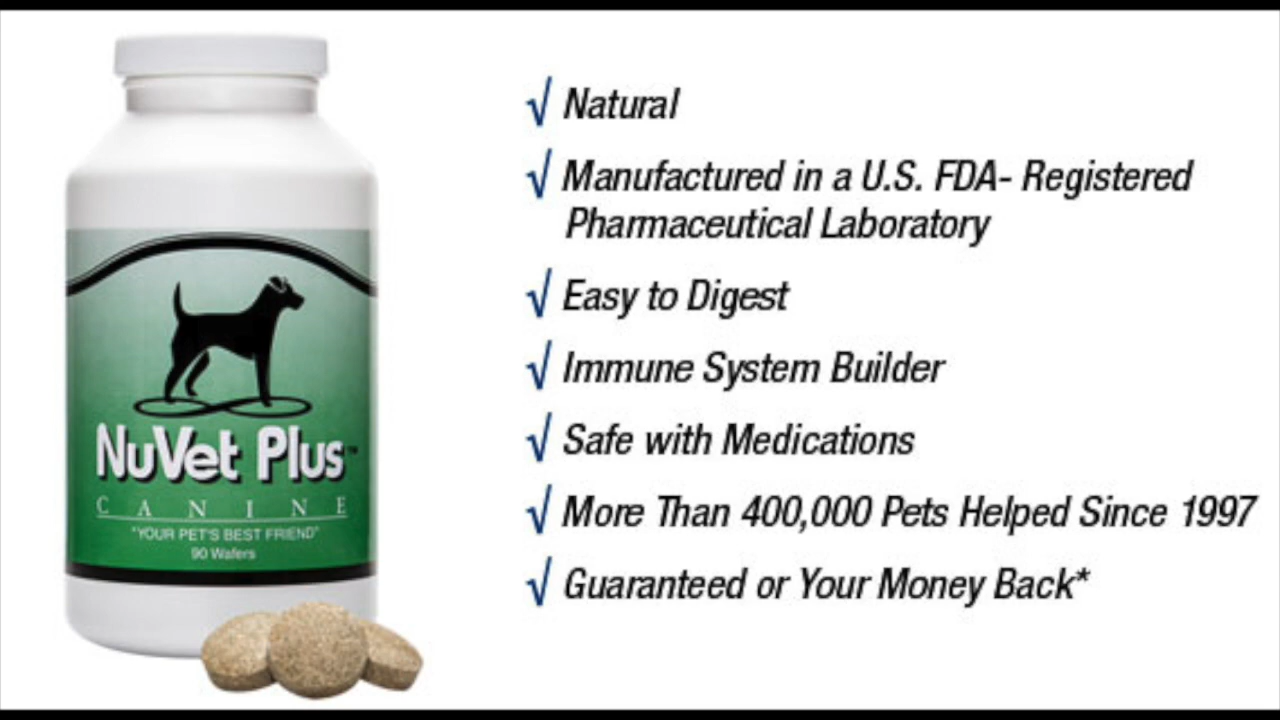 NuVet Plus™
CANINE
"YOUR PET'S BEST FRIEND"
90 Wafers
√ Natural
√ Manufactured in a U.S. FDA- Registered
Pharmaceutical Laboratory
√ Easy to Digest
√ Immune System Builder
√ Safe with Medications
√ More Than 400,000 Pets Helped Since 1997
√ Guaranteed or Your Money Back*